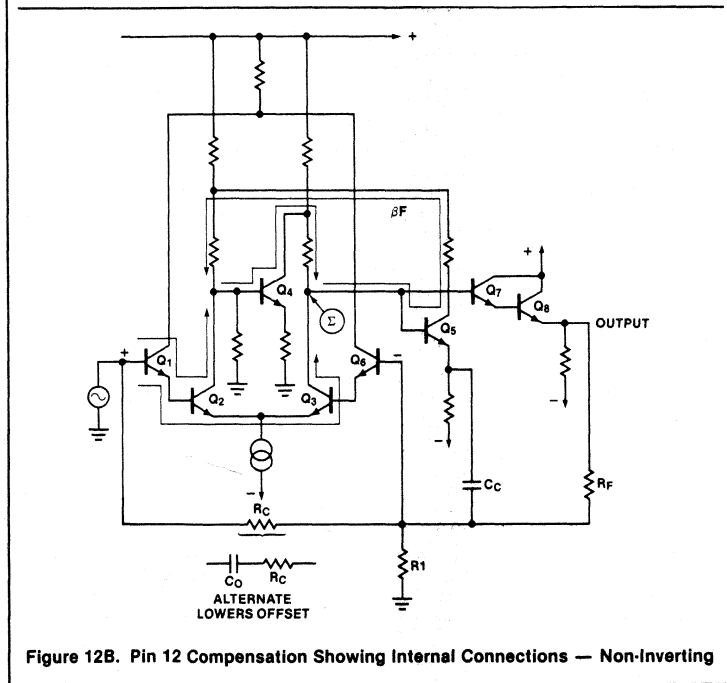 +
βF
+
Q4
Q7
Q8
Σ
Q5
OUTPUT
+
Q1
Q6
−
Q2
Q3
−
−
−
RC
CC
RF
CO
RC
R1
ALTERNATE
LOWERS OFFSET
Figure 12B. Pin 12 Compensation Showing Internal Connections — Non-Inverting